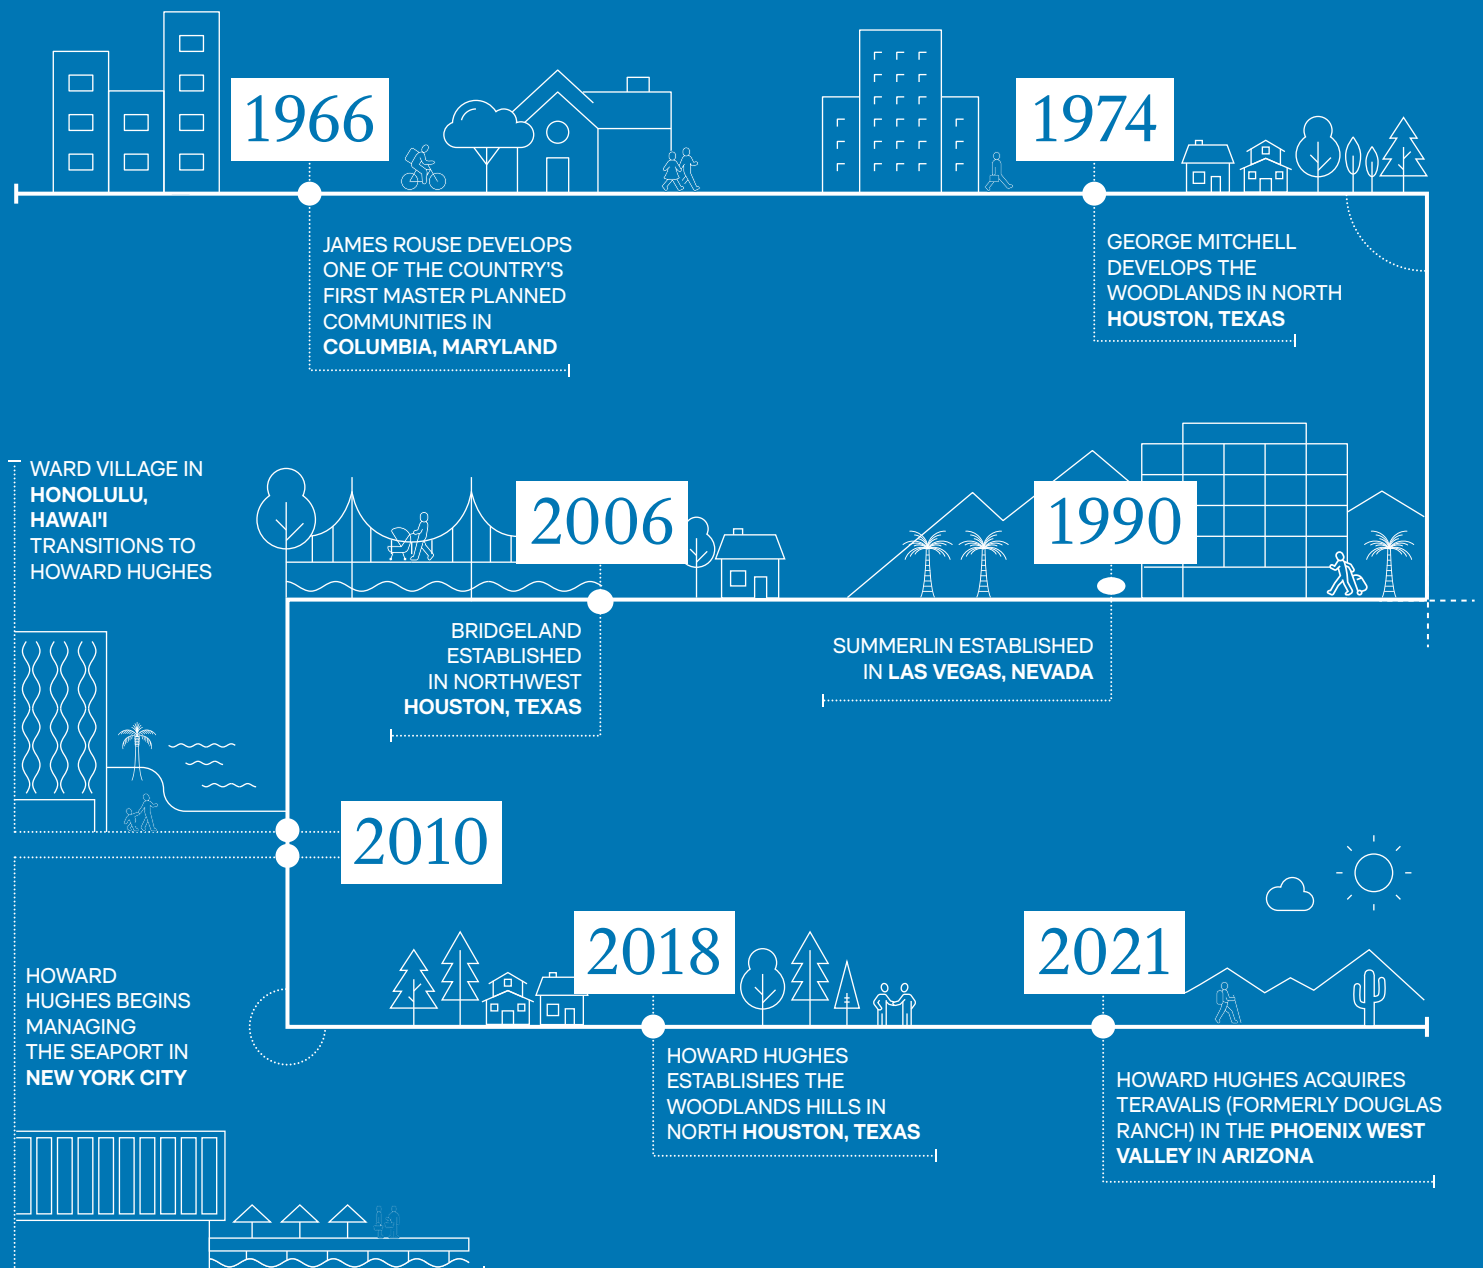 1966
JAMES ROUSE DEVELOPS
ONE OF THE COUNTRY'S
FIRST MASTER PLANNED
COMMUNITIES IN
COLUMBIA, MARYLAND
1974
GEORGE MITCHELL
DEVELOPS THE
WOODLANDS IN NORTH
HOUSTON, TEXAS
1990
SUMMERLIN ESTABLISHED
IN LAS VEGAS, NEVADA
2006
BRIDGELAND
ESTABLISHED
IN NORTHWEST
HOUSTON, TEXAS
2010
WARD VILLAGE IN
HONOLULU,
HAWAI'I
TRANSITIONS TO
HOWARD HUGHES
HOWARD
HUGHES BEGINS
MANAGING
THE SEAPORT IN
NEW YORK CITY
2018
HOWARD HUGHES
ESTABLISHES THE
WOODLANDS HILLS IN
NORTH HOUSTON, TEXAS
2021
HOWARD HUGHES ACQUIRES
TERAVALIS (FORMERLY DOUGLAS
RANCH) IN THE PHOENIX WEST
VALLEY IN ARIZONA